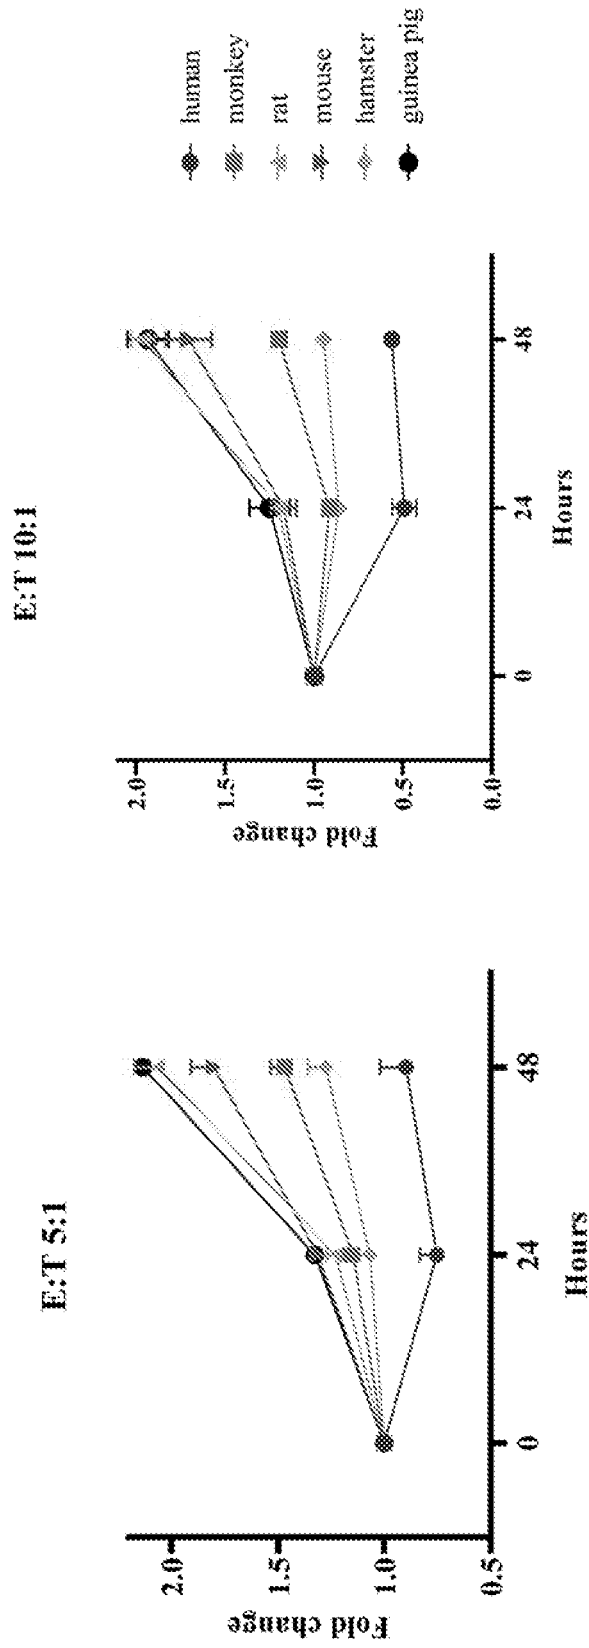 E:T 5:1
Fold change
2.0
1.5
1.0
0.5
0
24
48
Hours
E:T 10:1
Fold change
2.0
1.5
1.0
0.5
0.0
0
24
48
Hours
human
monkey
rat
mouse
hamster
guinea pig